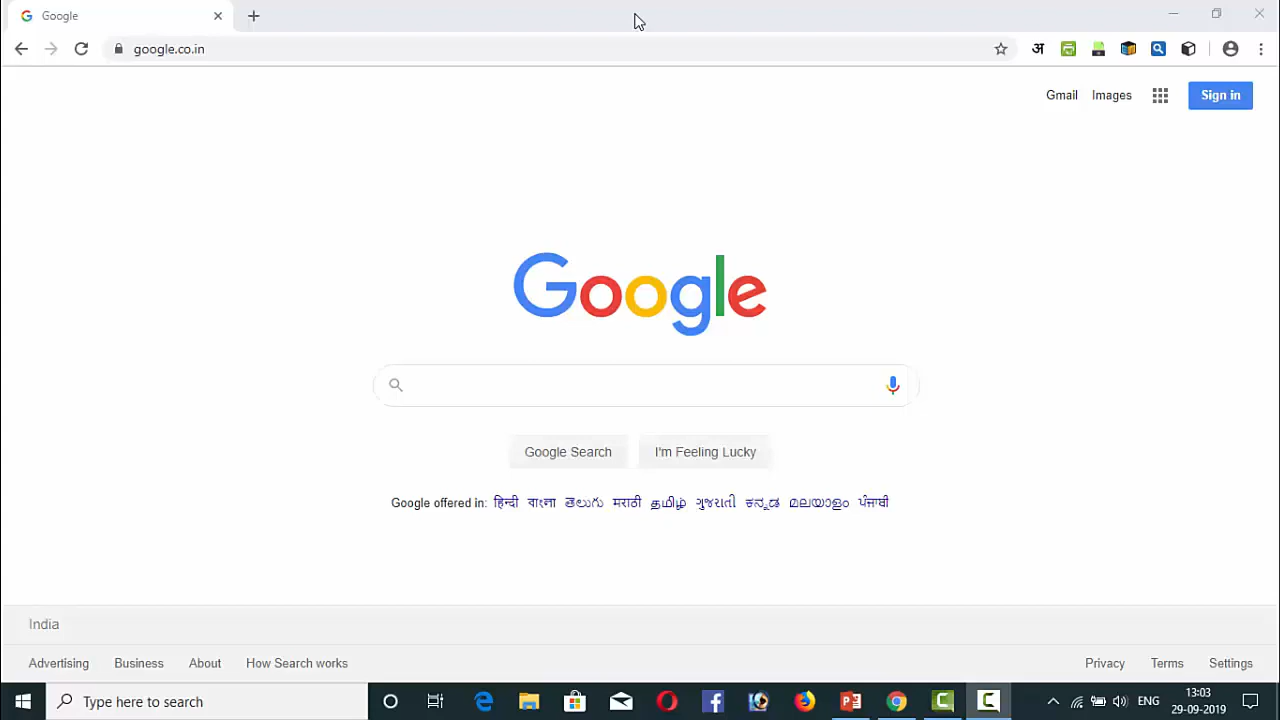 Google
google.co.in
अ
Gmail Images Sign in
Google
Google Search I'm Feeling Lucky
Google offered in: हिन्दी বাংলা తెలుగు मराठी தமிழ் ગુજરાતી ಕನ್ನಡ മലയാളം ਪੰਜਾਬੀ
India
Advertising Business About How Search works Privacy Terms Settings
Type here to search ENG 13:03
29-09-2019